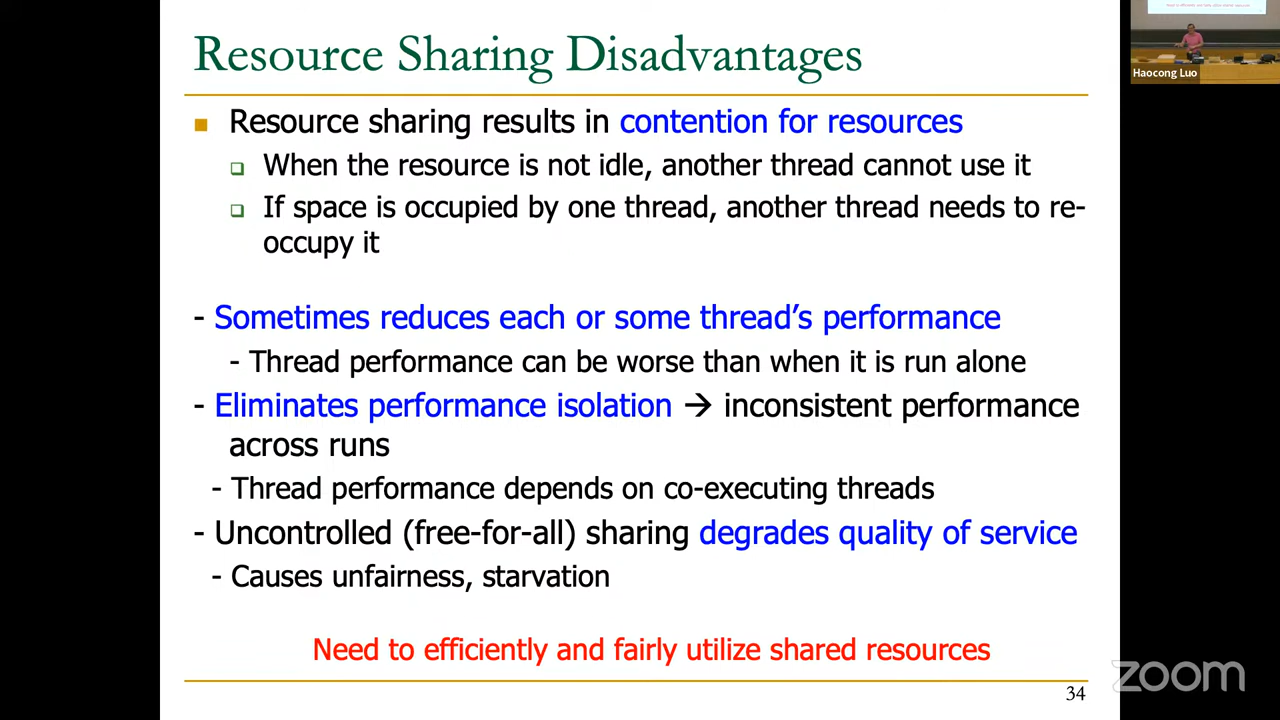 Resource Sharing Disadvantages
Resource sharing results in contention for resources
When the resource is not idle, another thread cannot use it
If space is occupied by one thread, another thread needs to re-
occupy it
- Sometimes reduces each or some thread’s performance
- Thread performance can be worse than when it is run alone
- Eliminates performance isolation → inconsistent performance
across runs
- Thread performance depends on co-executing threads
- Uncontrolled (free-for-all) sharing degrades quality of service
- Causes unfairness, starvation
Need to efficiently and fairly utilize shared resources
34
Haocong Luo
zoom